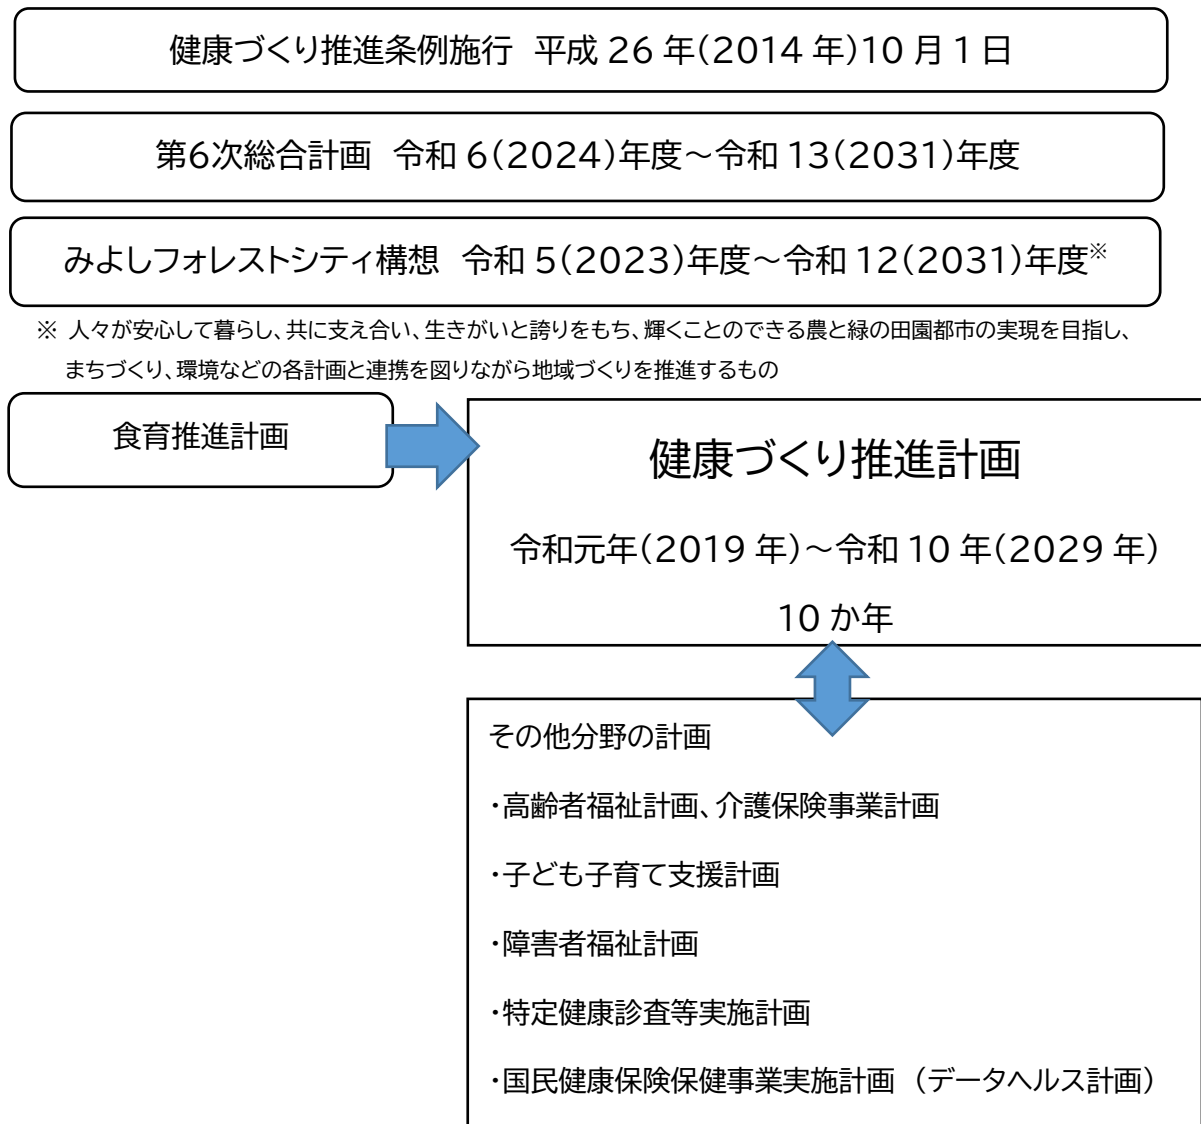 健康づくり推進条例施行 平成 26 年(2014 年)10 月 1 日
第6次総合計画 令和 6(2024)年度~令和 13(2031)年度
みよしフォレストシティ構想 令和 5(2023)年度~令和 12(2031)年度※
※ 人々が安心して暮らし、共に支え合い、生きがいと誇りをもち、輝くことのできる農と緑の田園都市の実現を目指し、
まちづくり、環境などの各計画と連携を図りながら地域づくりを推進するもの
食育推進計画
健康づくり推進計画
令和元年(2019 年)~令和 10 年(2029 年)
10 か年
その他分野の計画
・高齢者福祉計画、介護保険事業計画
・子ども子育て支援計画
・障害者福祉計画
・特定健康診査等実施計画
・国民健康保険保健事業実施計画 (データヘルス計画)